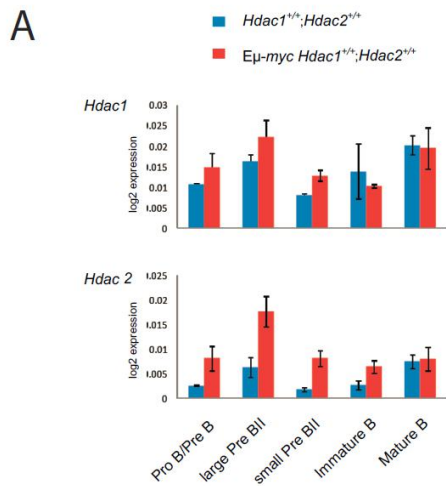 A
Hdac1+/+;Hdac2+/+
Eμ-myc Hdac1+/+;Hdac2+/+
Hdac1
log2 expression
0.03
0.025
0.02
0.015
0.01
0.005
0
Hdac 2
log2 expression
0.025
0.02
0.015
0.01
0.005
0
Pro B/Pre B
large Pre BII
small Pre BII
Immature B
Mature B